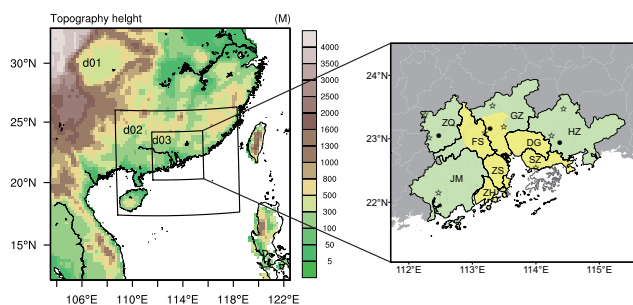 Topography height (M)
30°N
25°N
20°N
15°N
106°E 110°E 114°E 118°E 122°E
d01
d02
d03
4000
3500
3000
2500
2000
1600
1300
1000
500
300
100
50
5
24°N
23°N
22°N
112°E 113°E 114°E 115°E
ZQ
GZ
HZ
FS
DG
SZ
JM
ZS
ZH